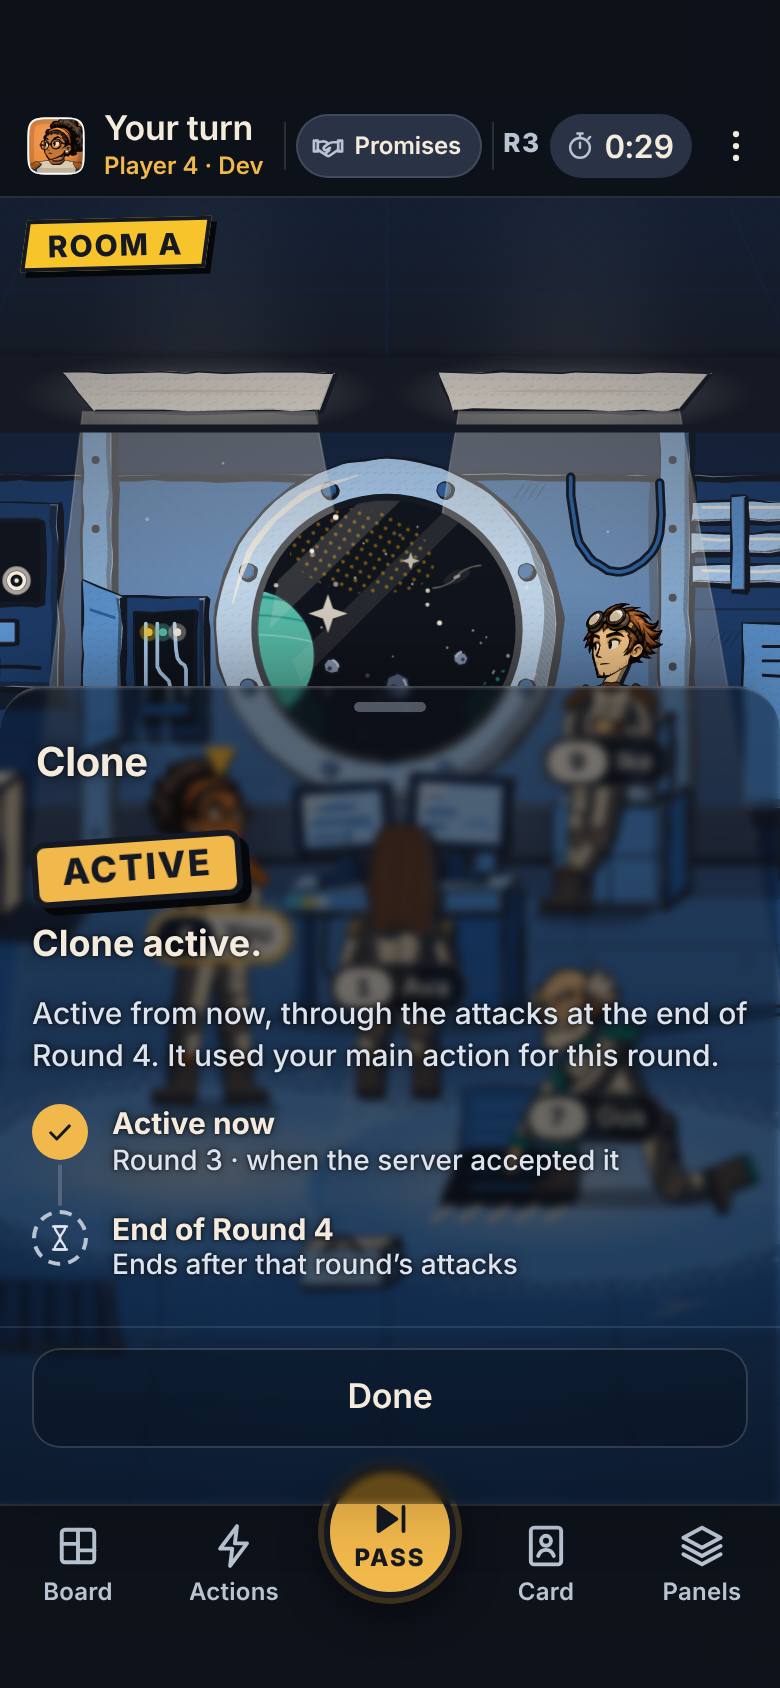 Your turn
Player 4 · Dev
Promises
R3
0:29
ROOM A
Clone
ACTIVE
Clone active.
Active from now, through the attacks at the end of
Round 4. It used your main action for this round.
Active now
Round 3 · when the server accepted it
End of Round 4
Ends after that round’s attacks
Done
PASS
Board
Actions
Card
Panels